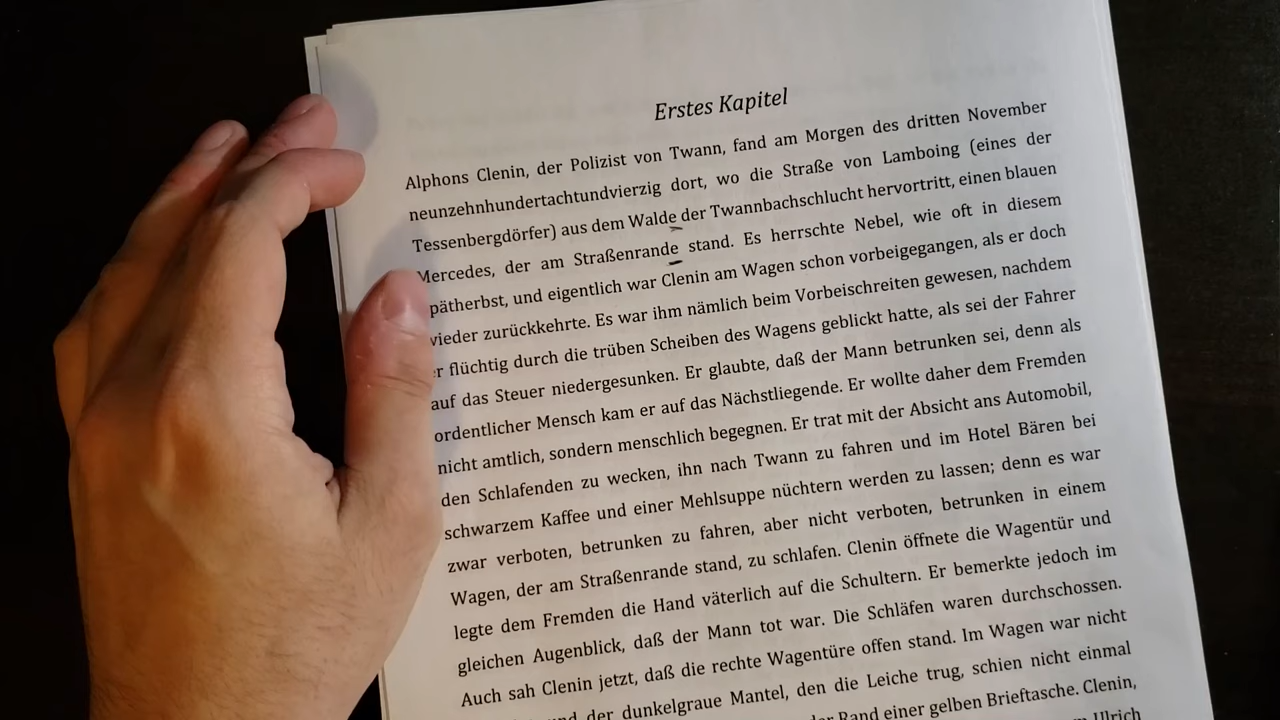 Erstes Kapitel
Alphons Clenin, der Polizist von Twann, fand am Morgen des dritten November
neunzehnhundertachtundvierzig dort, wo die Straße von Lamboing (eines der
Tessenbergdörfer) aus dem Walde der Twannbachschlucht hervortritt, einen blauen
Mercedes, der am Straßenrande stand. Es herrschte Nebel, wie oft in diesem
pätherbst, und eigentlich war Clenin am Wagen schon vorbeigegangen, als er doch
wieder zurückkehrte. Es war ihm nämlich beim Vorbeischreiten gewesen, nachdem
er flüchtig durch die trüben Scheiben des Wagens geblickt hatte, als sei der Fahrer
auf das Steuer niedergesunken. Er glaubte, daß der Mann betrunken sei, denn als
ordentlicher Mensch kam er auf das Nächstliegende. Er wollte daher dem Fremden
nicht amtlich, sondern menschlich begegnen. Er trat mit der Absicht ans Automobil,
den Schlafenden zu wecken, ihn nach Twann zu fahren und im Hotel Bären bei
schwarzem Kaffee und einer Mehlsuppe nüchtern werden zu lassen; denn es war
zwar verboten, betrunken zu fahren, aber nicht verboten, betrunken in einem
Wagen, der am Straßenrande stand, zu schlafen. Clenin öffnete die Wagentür und
legte dem Fremden die Hand väterlich auf die Schultern. Er bemerkte jedoch im
gleichen Augenblick, daß der Mann tot war. Die Schläfen waren durchschossen.
Auch sah Clenin jetzt, daß die rechte Wagentüre offen stand. Im Wagen war nicht
und der dunkelgraue Mantel, den die Leiche trug, schien nicht einmal
der Rand einer gelben Brieftasche. Clenin,
Ulrich